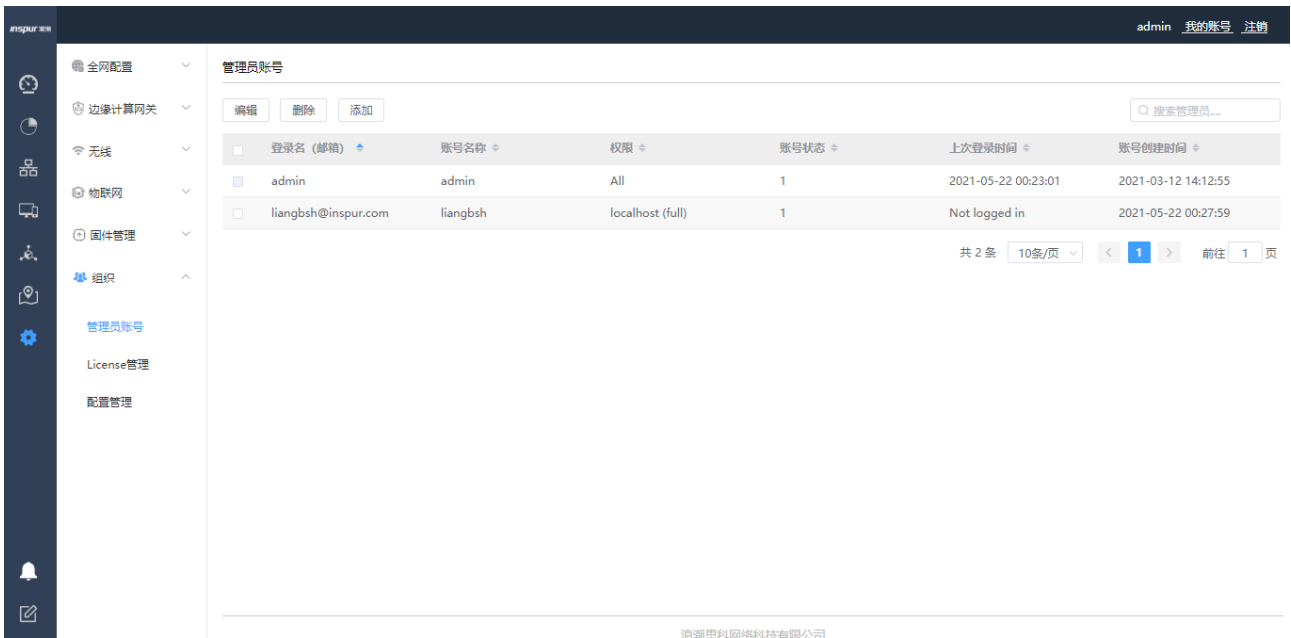 inspur 浪潮
admin 我的账号 注销
全网配置
管理员账号
边缘计算网关
编辑 删除 添加
搜索管理员....
无线
登录名（邮箱） 账号名称 权限 账号状态 上次登录时间 账号创建时间
admin admin All 1 2021-05-22 00:23:01 2021-03-12 14:12:55
物联网
liangbsh@inspur.com liangbsh localhost (full) 1 Not logged in 2021-05-22 00:27:59
固件管理
共 2 条 10条/页 < 1 > 前往 1 页
组织
管理员账号
License管理
配置管理
浪潮思科网络科技有限公司